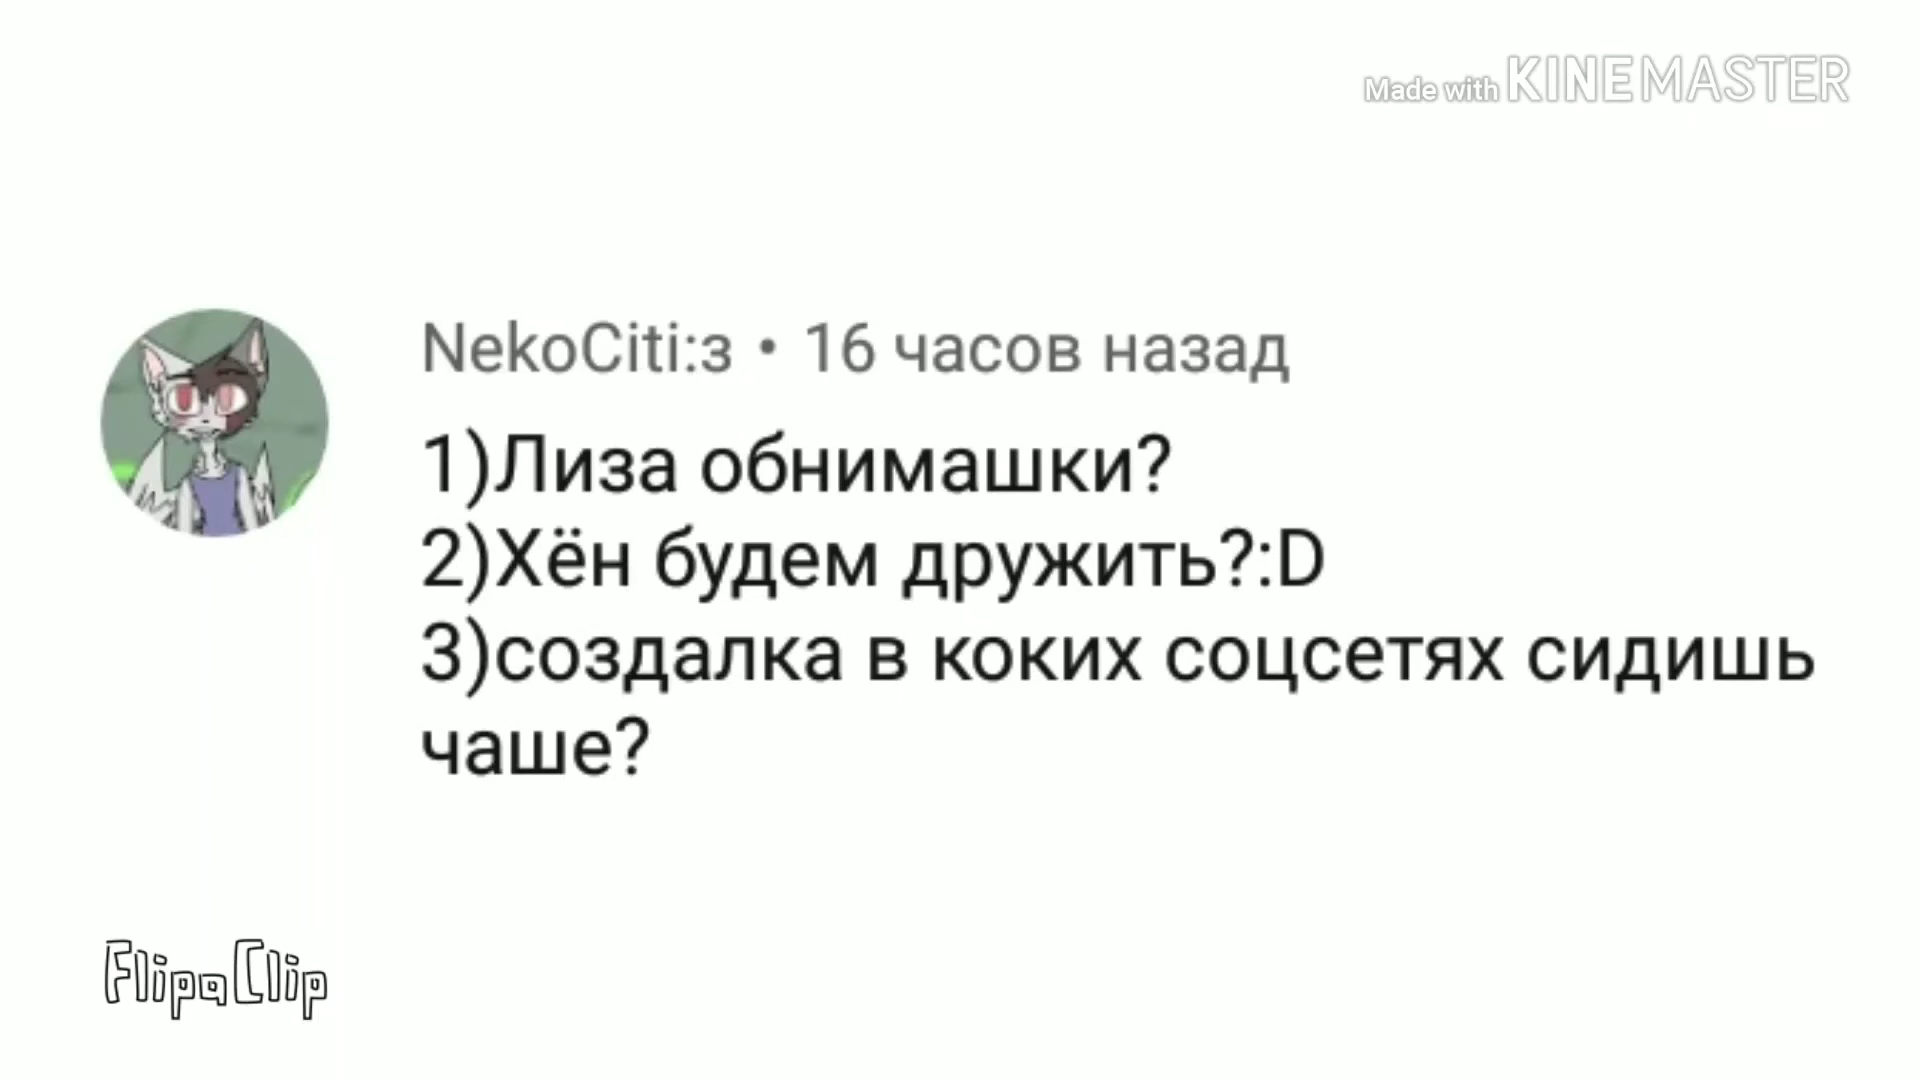 Made with KINEMASTER
NekoCiti:з • 16 часов назад
1)Лиза обнимашки?
2)Хён будем дружить?:D
3)создалка в коких соцсетях сидишь
чаше?
FlipaClip